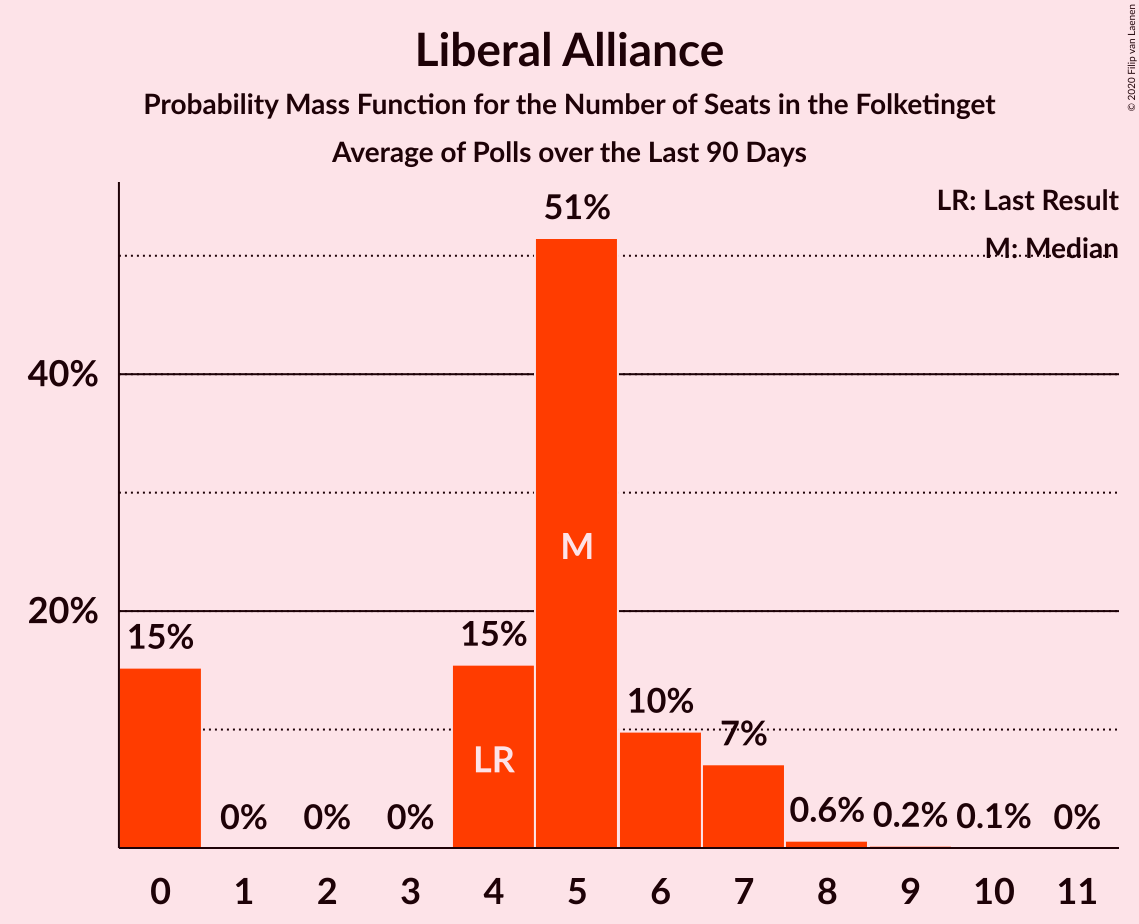 Liberal Alliance
Probability Mass Function for the Number of Seats in the Folketinget
Average of Polls over the Last 90 Days
© 2020 Filip van Laenen
LR: Last Result
M: Median
51%
40%
M
20%
15%
15%
10%
7%
LR
0%
0%
0%
0.6%
0.2%
0.1%
0%
0 1 2 3 4 5 6 7 8 9 10 11